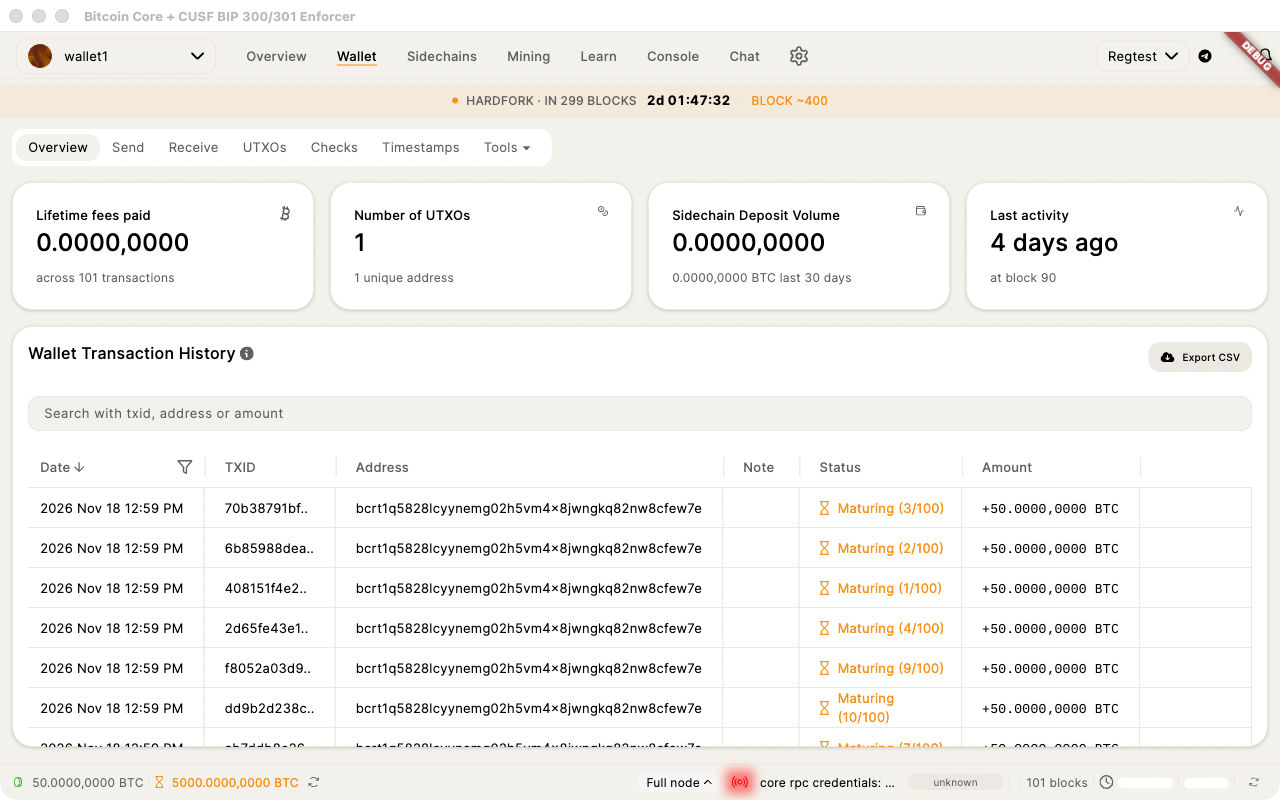 Bitcoin Core + CUSF BIP 300/301 Enforcer
wallet1 Overview Wallet Sidechains Mining Learn Console Chat Regtest DEBUG
HARDFORK · IN 299 BLOCKS 2d 01:47:32 BLOCK ~400
Overview Send Receive UTXOs Checks Timestamps Tools
Lifetime fees paid
0.0000,0000
across 101 transactions
Number of UTXOs
1
1 unique address
Sidechain Deposit Volume
0.0000,0000
0.0000,0000 BTC last 30 days
Last activity
4 days ago
at block 90
Wallet Transaction History
Export CSV
Search with txid, address or amount
Date TXID Address Note Status Amount
2026 Nov 18 12:59 PM 70b38791bf.. bcrt1q5828lcyynemg02h5vm4×8jwngkq82nw8cfew7e Maturing (3/100) +50.0000,0000 BTC
2026 Nov 18 12:59 PM 6b85988dea.. bcrt1q5828lcyynemg02h5vm4×8jwngkq82nw8cfew7e Maturing (2/100) +50.0000,0000 BTC
2026 Nov 18 12:59 PM 408151f4e2.. bcrt1q5828lcyynemg02h5vm4×8jwngkq82nw8cfew7e Maturing (1/100) +50.0000,0000 BTC
2026 Nov 18 12:59 PM 2d65fe43e1.. bcrt1q5828lcyynemg02h5vm4×8jwngkq82nw8cfew7e Maturing (4/100) +50.0000,0000 BTC
2026 Nov 18 12:59 PM f8052a03d9.. bcrt1q5828lcyynemg02h5vm4×8jwngkq82nw8cfew7e Maturing (9/100) +50.0000,0000 BTC
2026 Nov 18 12:59 PM dd9b2d238c.. bcrt1q5828lcyynemg02h5vm4×8jwngkq82nw8cfew7e Maturing (10/100) +50.0000,0000 BTC
50.0000,0000 BTC 5000.0000,0000 BTC Full node core rpc credentials: ... unknown 101 blocks